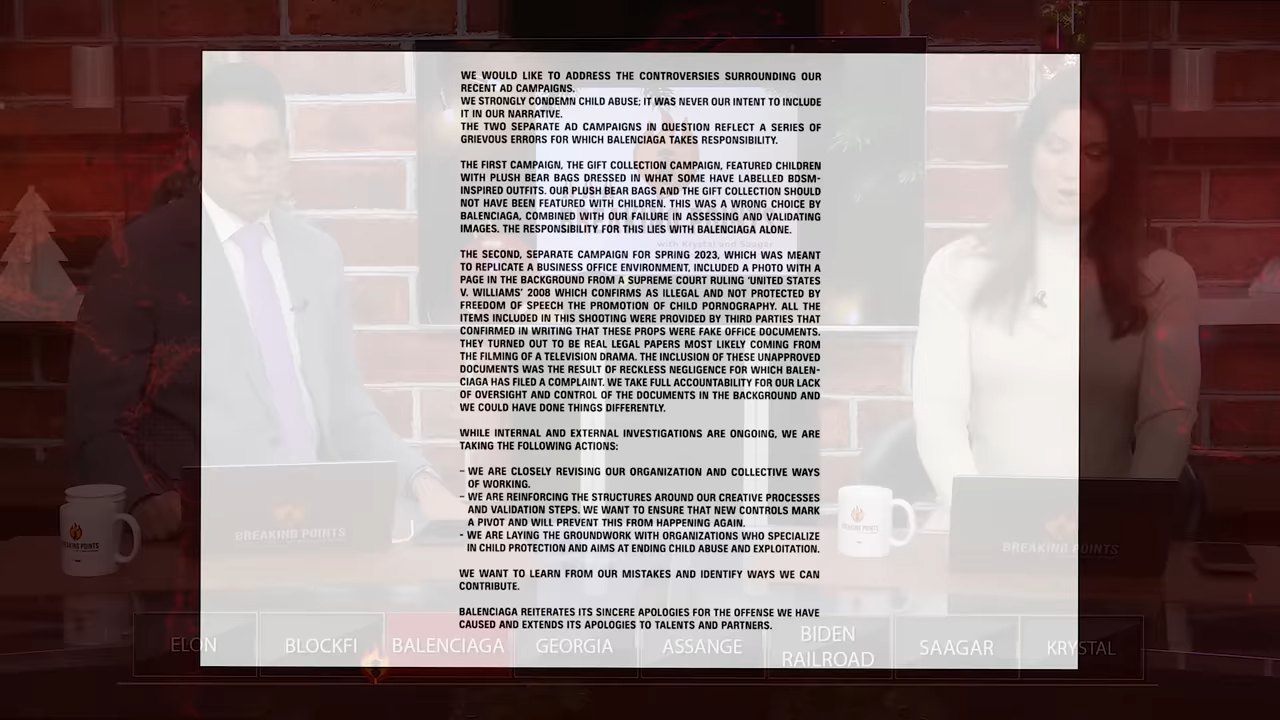 WE WOULD LIKE TO ADDRESS THE CONTROVERSIES SURROUNDING OUR
RECENT AD CAMPAIGNS.
WE STRONGLY CONDEMN CHILD ABUSE; IT WAS NEVER OUR INTENT TO INCLUDE
IT IN OUR NARRATIVE.
THE TWO SEPARATE AD CAMPAIGNS IN QUESTION REFLECT A SERIES OF
GRIEVOUS ERRORS FOR WHICH BALENCIAGA TAKES RESPONSIBILITY.
THE FIRST CAMPAIGN, THE GIFT COLLECTION CAMPAIGN, FEATURED CHILDREN
WITH PLUSH BEAR BAGS DRESSED IN WHAT SOME HAVE LABELLED BDSM-
INSPIRED OUTFITS. OUR PLUSH BEAR BAGS AND THE GIFT COLLECTION SHOULD
NOT HAVE BEEN FEATURED WITH CHILDREN. THIS WAS A WRONG CHOICE BY
BALENCIAGA, COMBINED WITH OUR FAILURE IN ASSESSING AND VALIDATING
IMAGES. THE RESPONSIBILITY FOR THIS LIES WITH BALENCIAGA ALONE.
with Krystal and Saagar
THE SECOND, SEPARATE CAMPAIGN FOR SPRING 2023, WHICH WAS MEANT
TO REPLICATE A BUSINESS OFFICE ENVIRONMENT, INCLUDED A PHOTO WITH A
PAGE IN THE BACKGROUND FROM A SUPREME COURT RULING 'UNITED STATES
V. WILLIAMS' 2008 WHICH CONFIRMS AS ILLEGAL AND NOT PROTECTED BY
FREEDOM OF SPEECH THE PROMOTION OF CHILD PORNOGRAPHY. ALL THE
ITEMS INCLUDED IN THIS SHOOTING WERE PROVIDED BY THIRD PARTIES THAT
CONFIRMED IN WRITING THAT THESE PROPS WERE FAKE OFFICE DOCUMENTS.
THEY TURNED OUT TO BE REAL LEGAL PAPERS MOST LIKELY COMING FROM
THE FILMING OF A TELEVISION DRAMA. THE INCLUSION OF THESE UNAPPROVED
DOCUMENTS WAS THE RESULT OF RECKLESS NEGLIGENCE FOR WHICH BALEN-
CIAGA HAS FILED A COMPLAINT. WE TAKE FULL ACCOUNTABILITY FOR OUR LACK
OF OVERSIGHT AND CONTROL OF THE DOCUMENTS IN THE BACKGROUND AND
WE COULD HAVE DONE THINGS DIFFERENTLY.
WHILE INTERNAL AND EXTERNAL INVESTIGATIONS ARE ONGOING, WE ARE
TAKING THE FOLLOWING ACTIONS:
– WE ARE CLOSELY REVISING OUR ORGANIZATION AND COLLECTIVE WAYS
OF WORKING.
– WE ARE REINFORCING THE STRUCTURES AROUND OUR CREATIVE PROCESSES
AND VALIDATION STEPS. WE WANT TO ENSURE THAT NEW CONTROLS MARK
A PIVOT AND WILL PREVENT THIS FROM HAPPENING AGAIN.
- WE ARE LAYING THE GROUNDWORK WITH ORGANIZATIONS WHO SPECIALIZE
IN CHILD PROTECTION AND AIMS AT ENDING CHILD ABUSE AND EXPLOITATION.
WE WANT TO LEARN FROM OUR MISTAKES AND IDENTIFY WAYS WE CAN
CONTRIBUTE.
BALENCIAGA REITERATES ITS SINCERE APOLOGIES FOR THE OFFENSE WE HAVE
CAUSED AND EXTENDS ITS APOLOGIES TO TALENTS AND PARTNERS.
BREAKING POINTS
BREAKING POINTS
BREAKING POINTS
BREAKING POINTS
ELON
BLOCKFI
BALENCIAGA
GEORGIA
ASSANGE
BIDEN
RAILROAD
SAAGAR
KRYSTAL